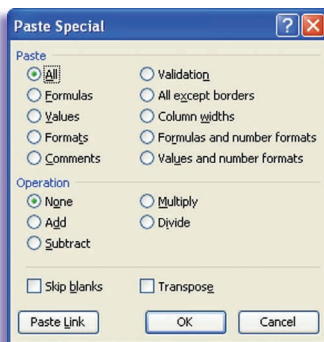 Paste Special
Paste
All
Validation
Formulas
All except borders
Values
Column widths
Formats
Formulas and number formats
Comments
Values and number formats
Operation
None
Multiply
Add
Divide
Subtract
Skip blanks
Transpose
Paste Link
OK
Cancel